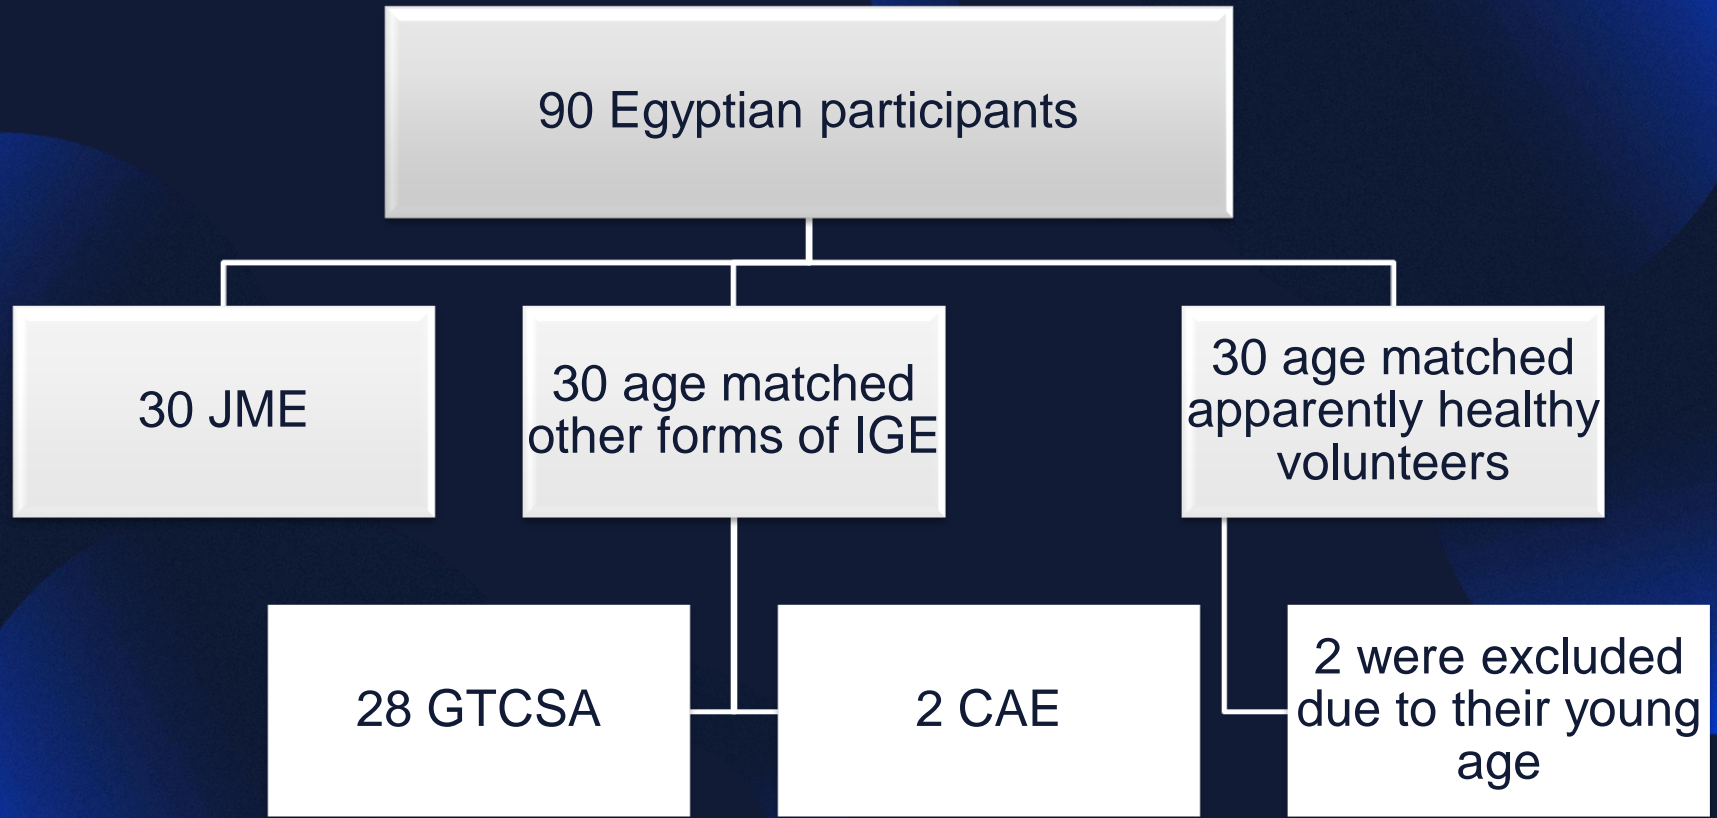 90 Egyptian participants
30 JME
30 age matched
other forms of IGE
30 age matched
apparently healthy
volunteers
28 GTCSA
2 CAE
2 were excluded
due to their young
age